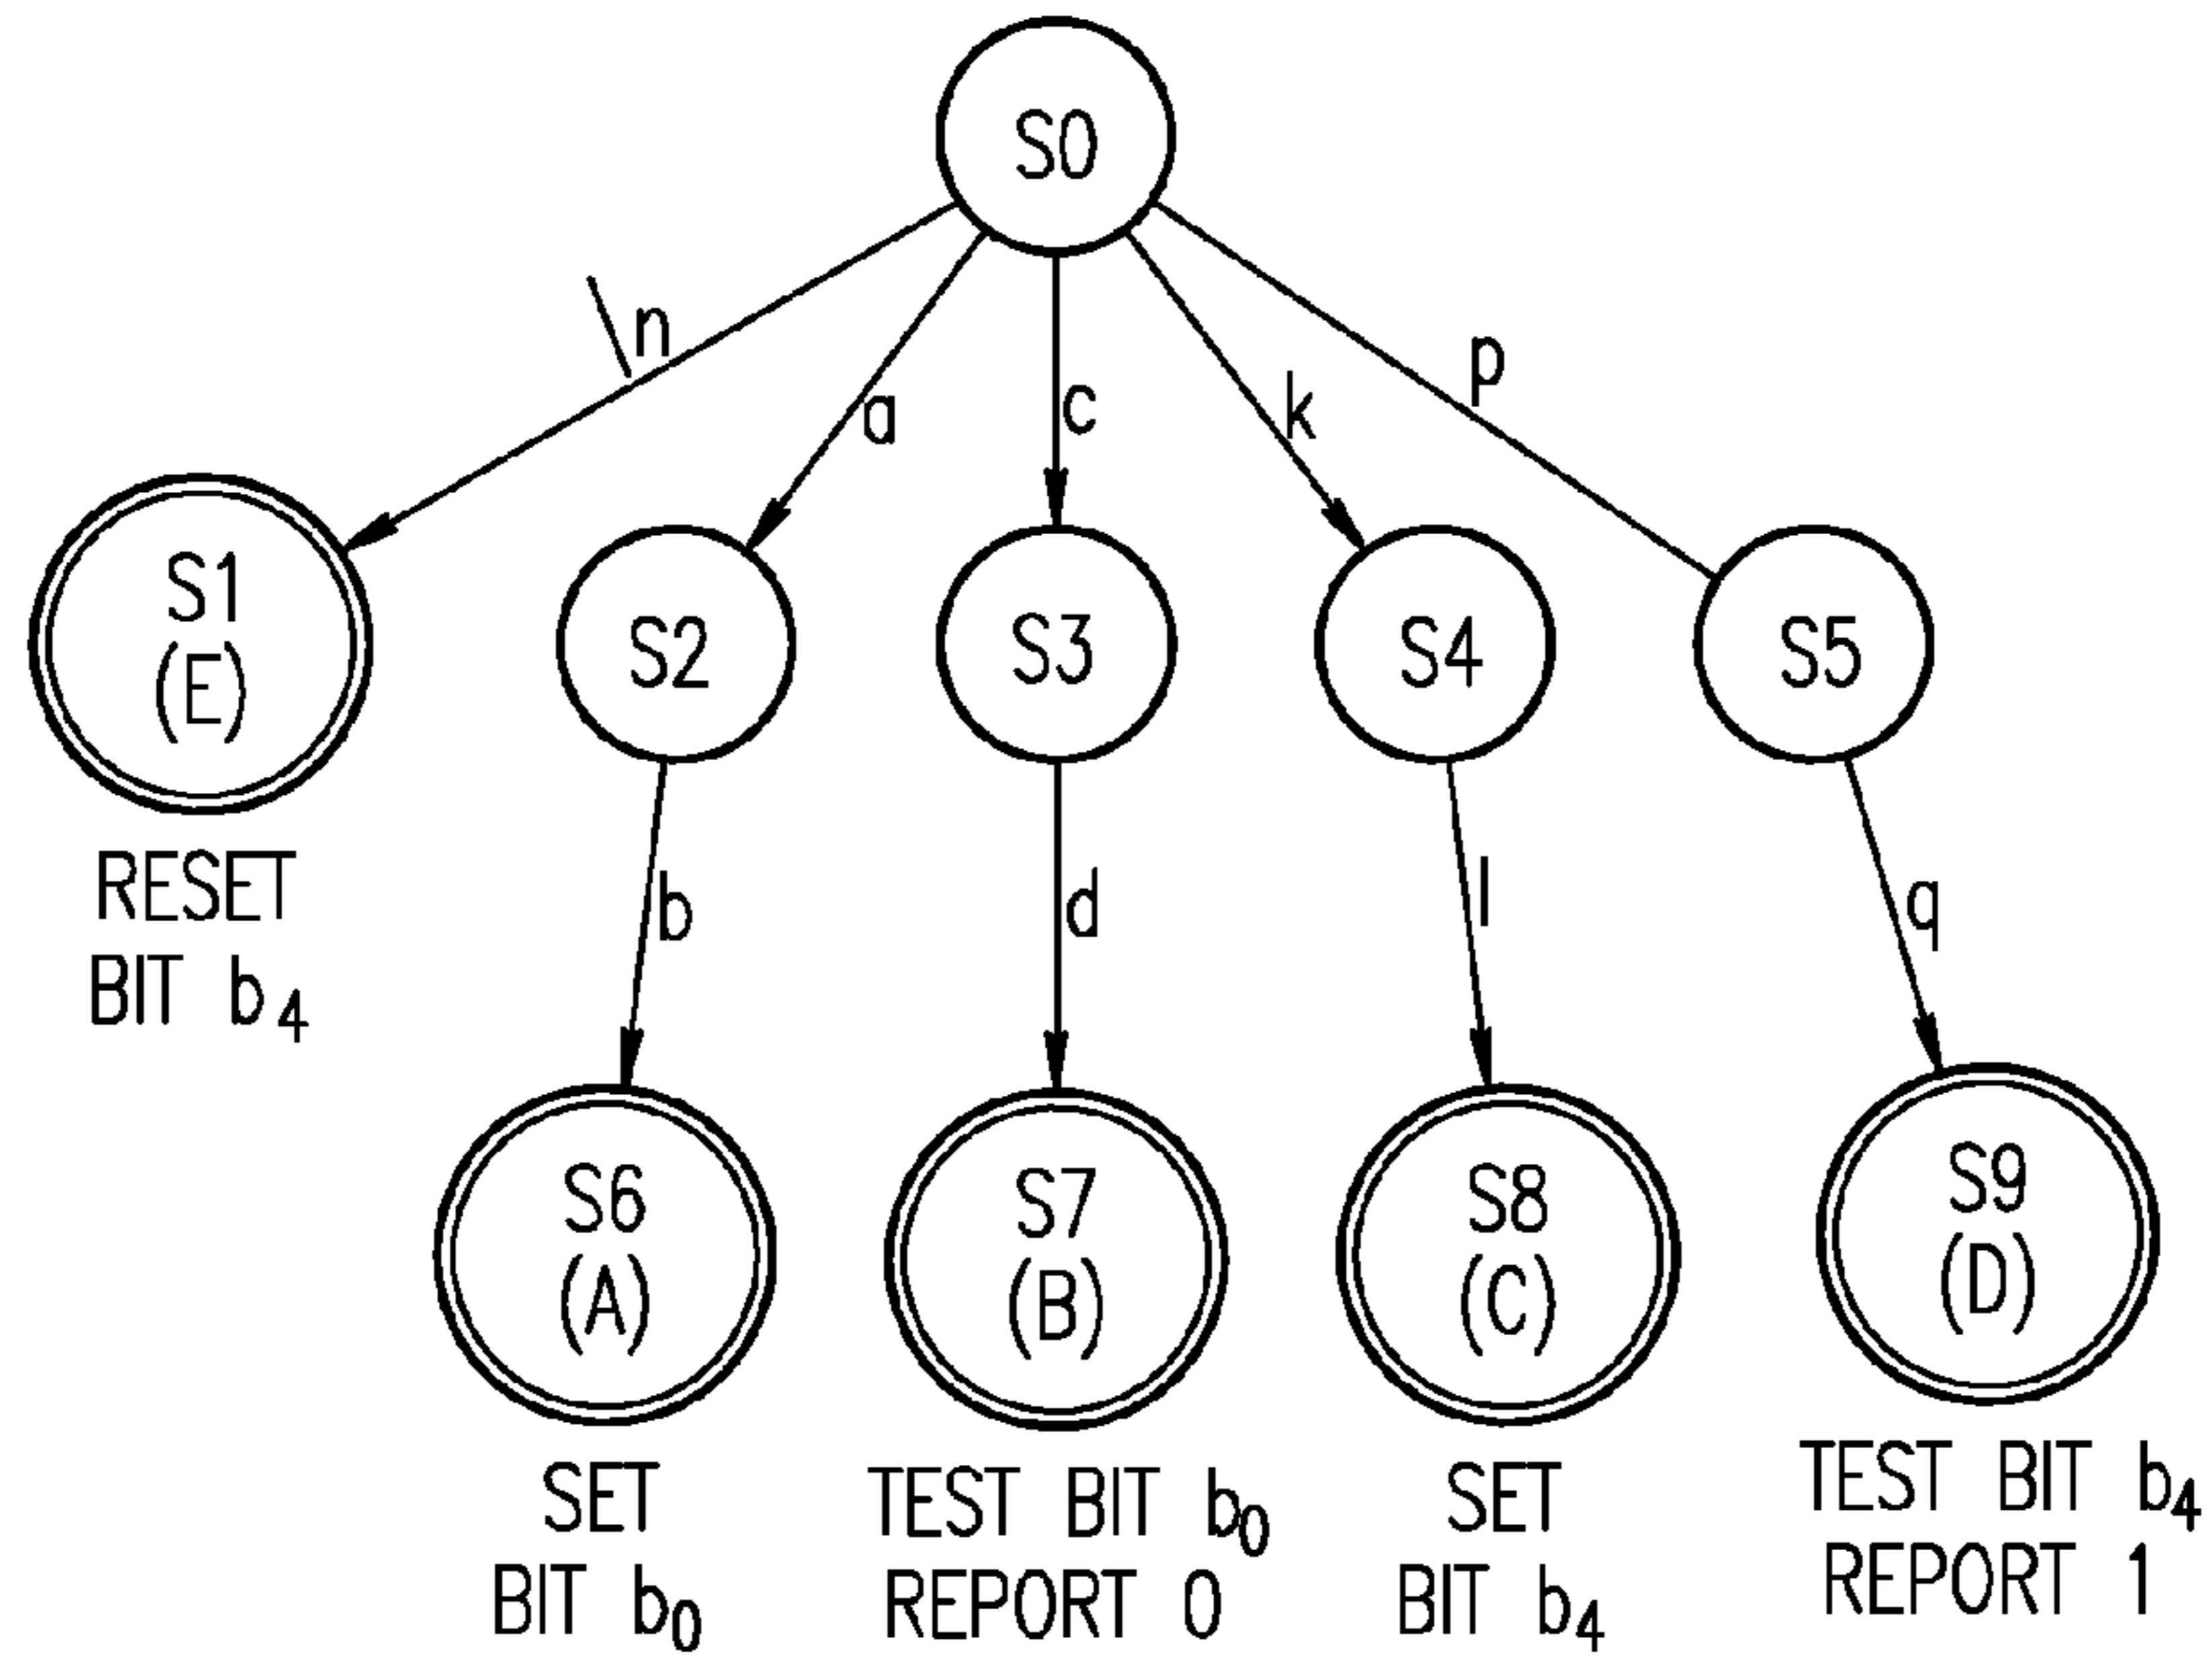 S0
\n
a
c
k
p
S1
(E)
S2
S3
S4
S5
RESET
BIT b₄
b
d
l
q
S6
(A)
S7
(B)
S8
(C)
S9
(D)
SET
BIT b₀
TEST BIT b₀
REPORT 0
SET
BIT b₄
TEST BIT b₄
REPORT 1